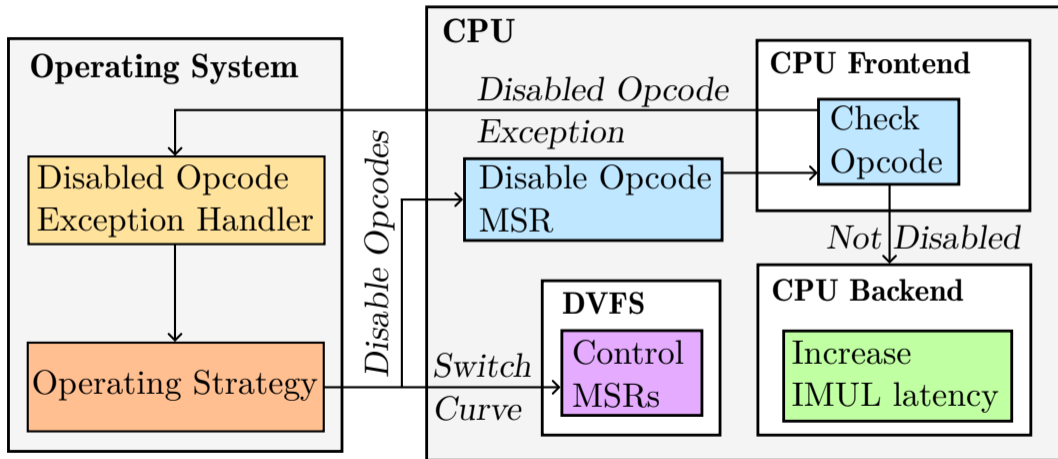 CPU
Operating System
CPU Frontend
Disabled Opcode
Exception
Check
Opcode
Disabled Opcode
Exception Handler
Disable Opcodes
Disable Opcode
MSR
Not Disabled
DVFS
CPU Backend
Operating Strategy
Switch
Curve
Control
MSRs
Increase
IMUL latency